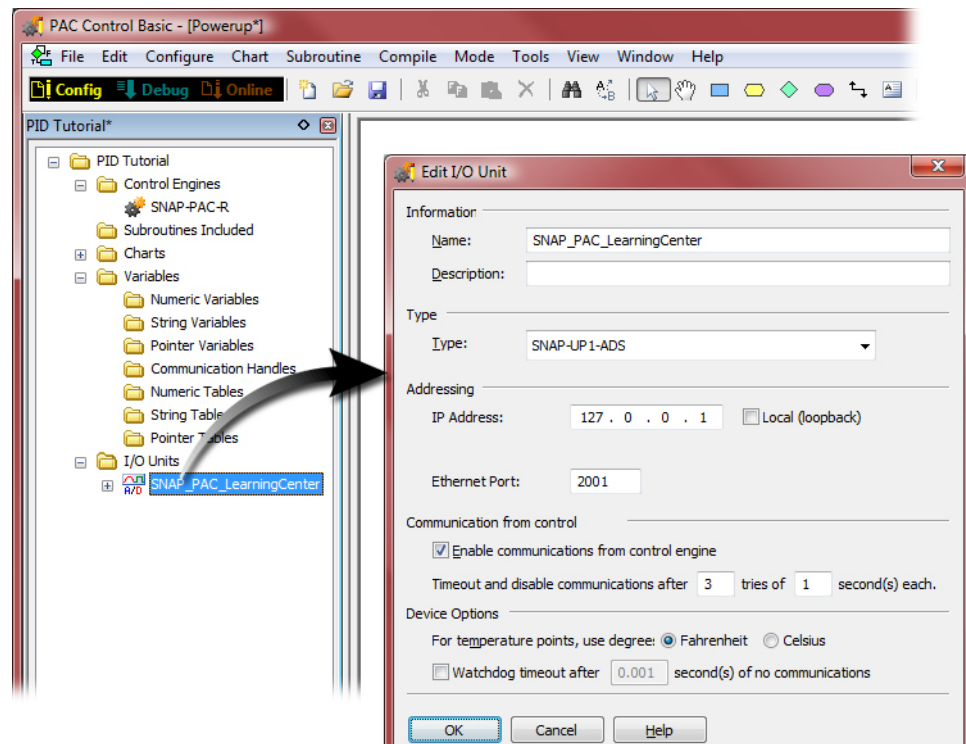 PAC Control Basic - [Powerup*]
File Edit Configure Chart Subroutine Compile Mode Tools View Window Help
Config Debug Online
PID Tutorial*
PID Tutorial
Control Engines
SNAP-PAC-R
Subroutines Included
Charts
Variables
Numeric Variables
String Variables
Pointer Variables
Communication Handles
Numeric Tables
String Table
Pointer Tables
I/O Units
A/D SNAP_PAC_LearningCenter
Edit I/O Unit
Information
Name: SNAP_PAC_LearningCenter
Description:
Type
Type: SNAP-UP1-ADS
Addressing
IP Address: 127 . 0 . 0 . 1 Local (loopback)
Ethernet Port: 2001
Communication from control
Enable communications from control engine
Timeout and disable communications after 3 tries of 1 second(s) each.
Device Options
For temperature points, use degree: Fahrenheit Celsius
Watchdog timeout after 0.001 second(s) of no communications
OK Cancel Help